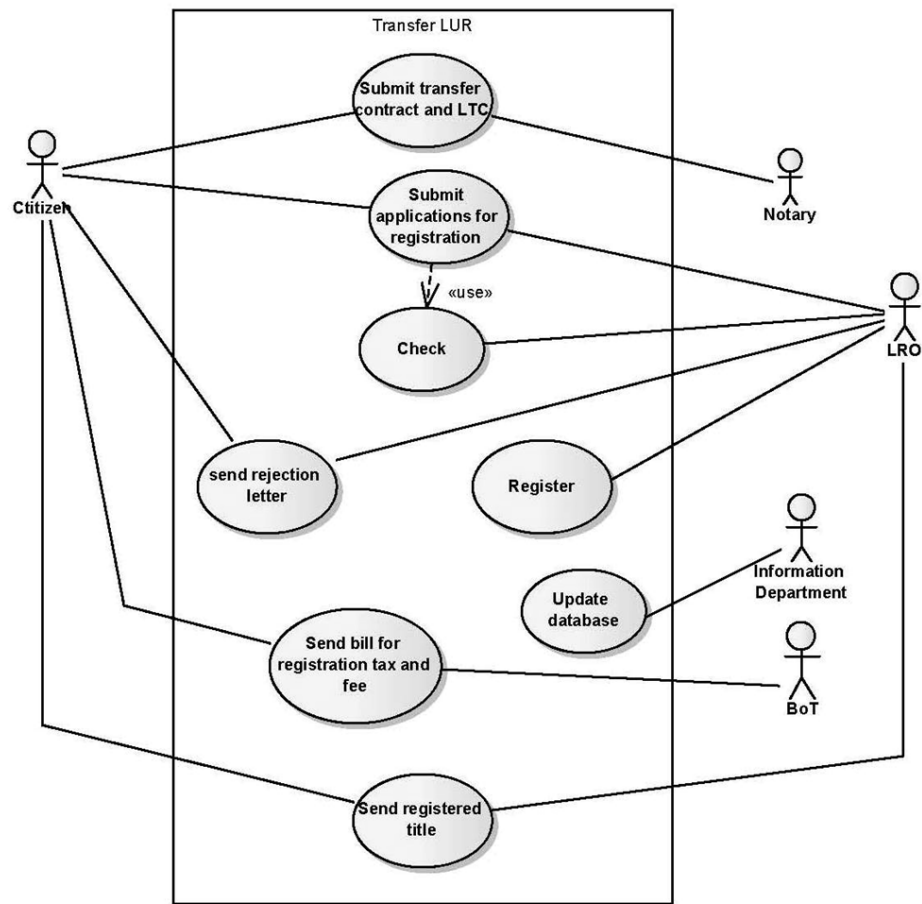 Transfer LUR
Submit transfer
contract and LTC
Ctitizen
Submit
applications for
registration
Notary
«use»
Check
LRO
send rejection
letter
Register
Information
Department
Update
database
Send bill for
registration tax and
fee
BoT
Send registered
title